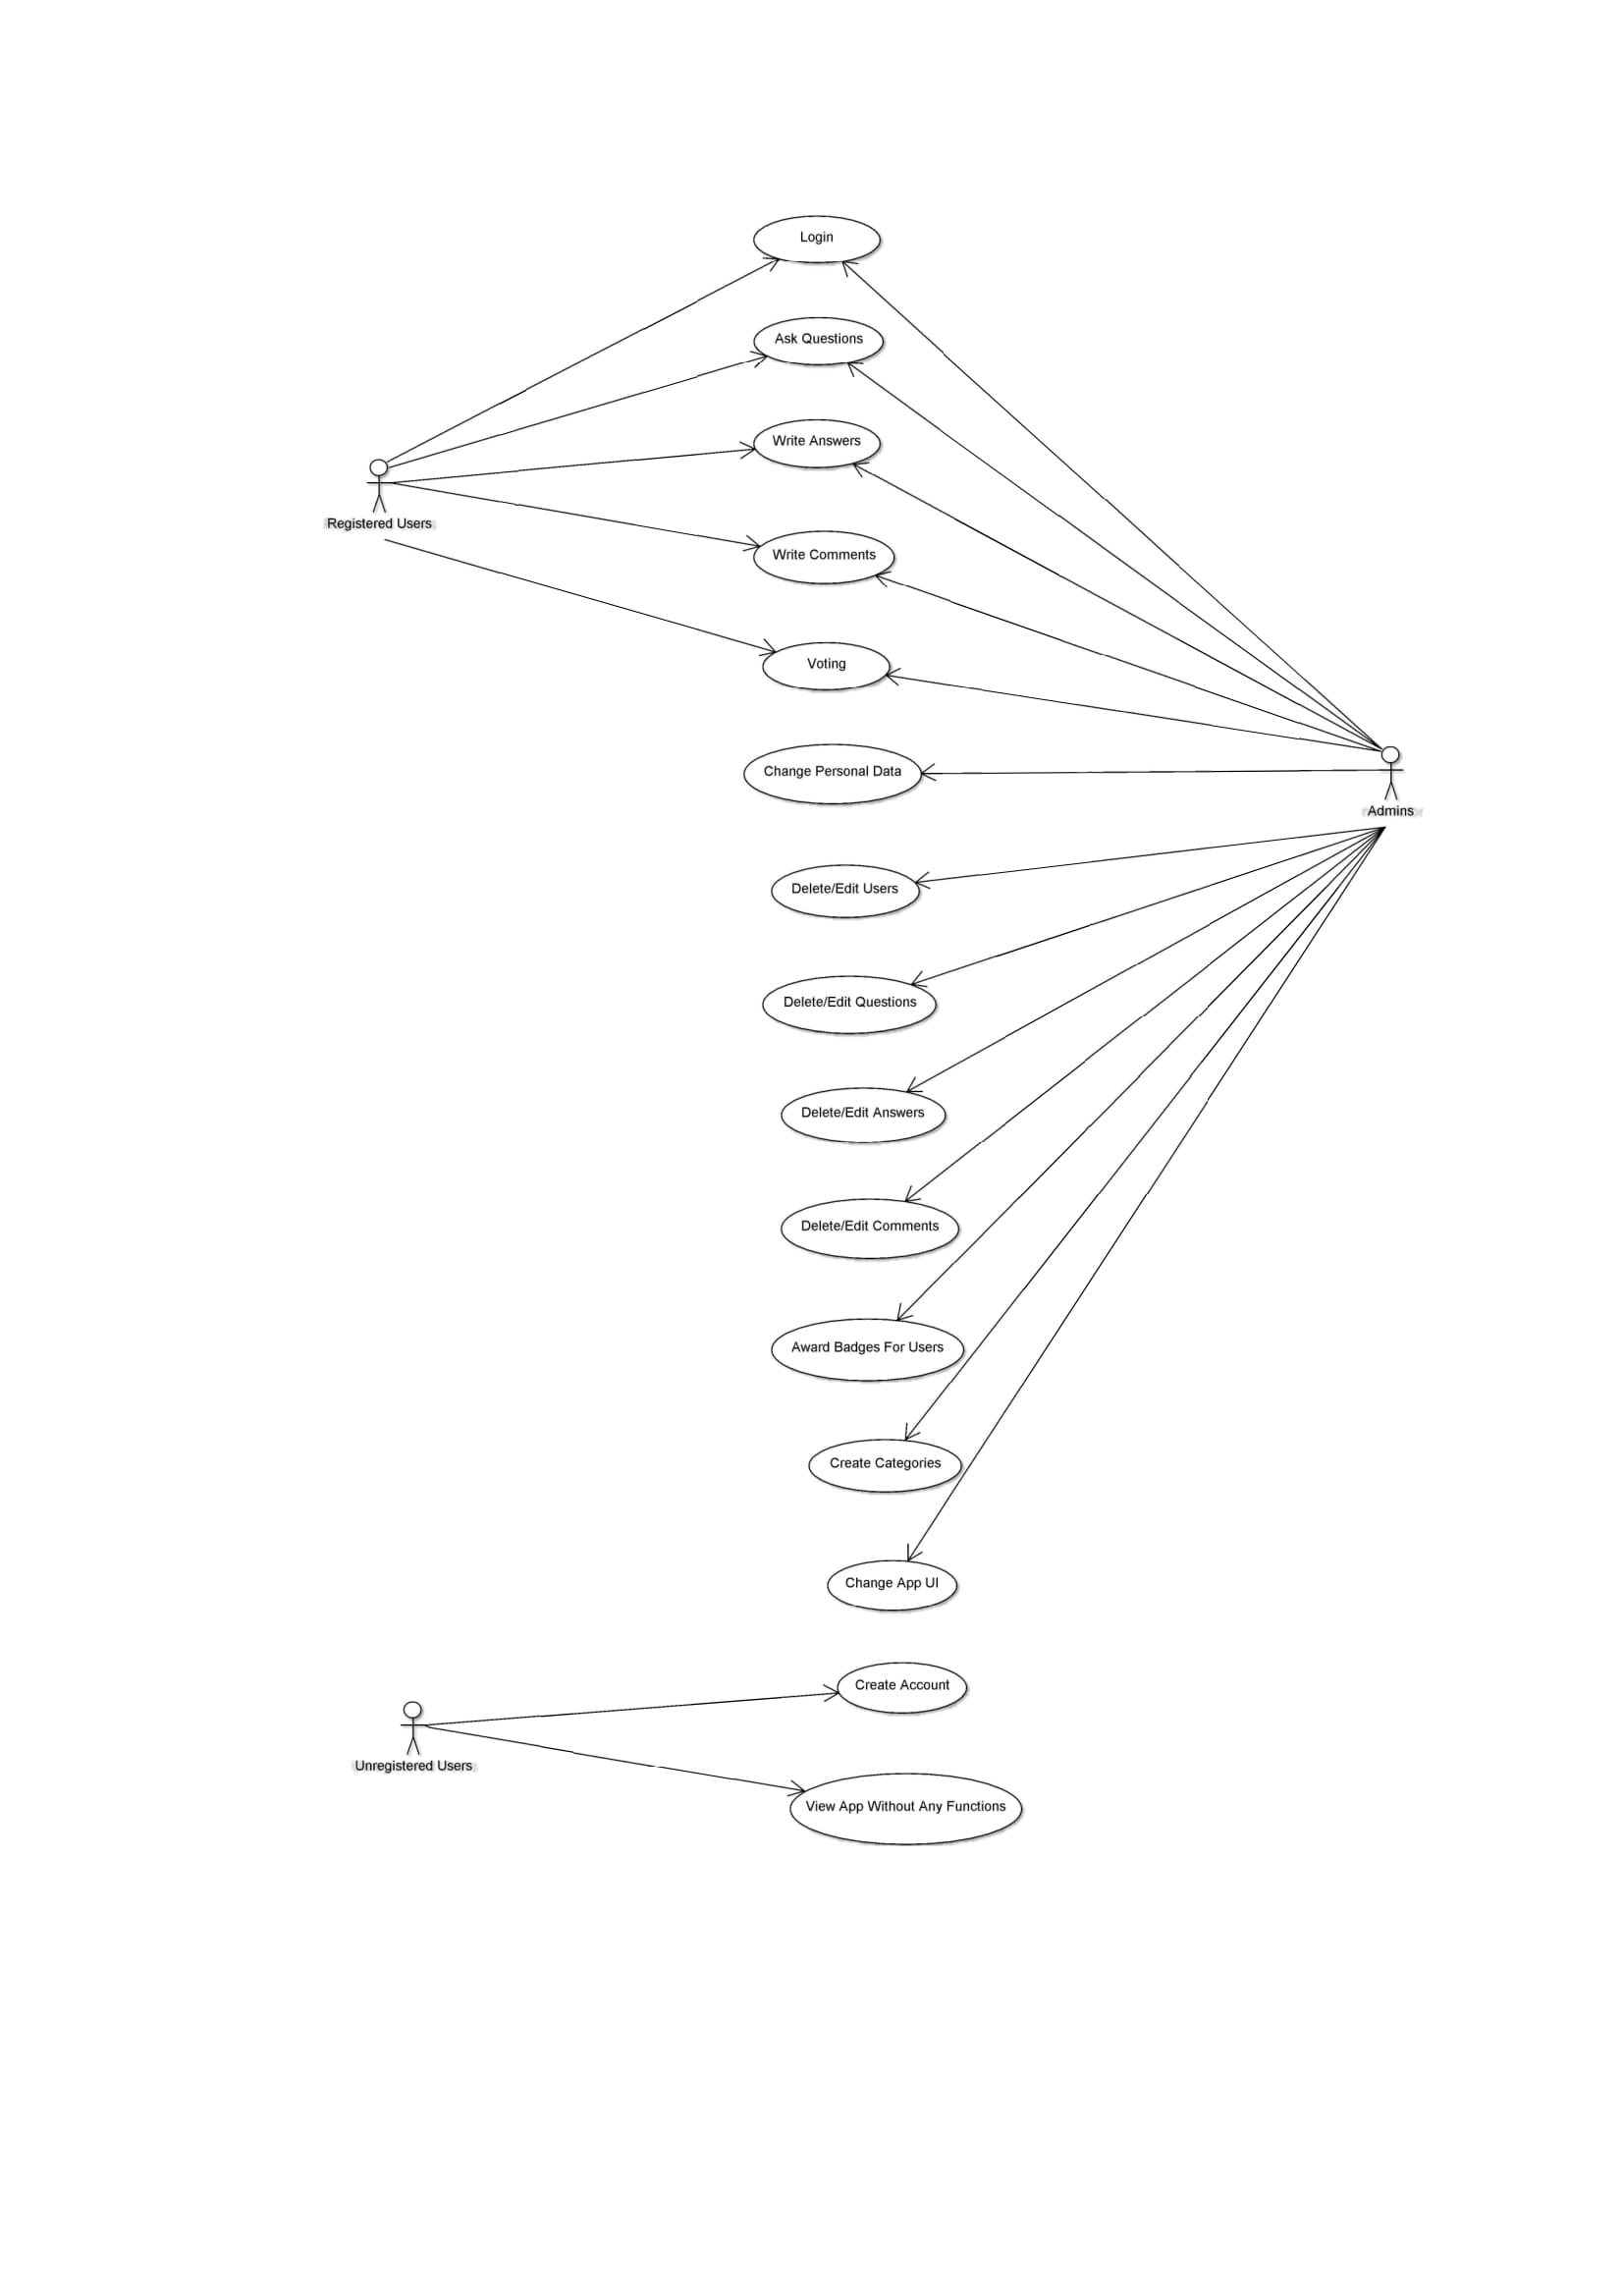 Login
Ask Questions
Write Answers
Registered Users
Write Comments
Voting
Change Personal Data
Admins
Delete/Edit Users
Delete/Edit Questions
Delete/Edit Answers
Delete/Edit Comments
Award Badges For Users
Create Categories
Change App UI
Create Account
Unregistered Users
View App Without Any Functions